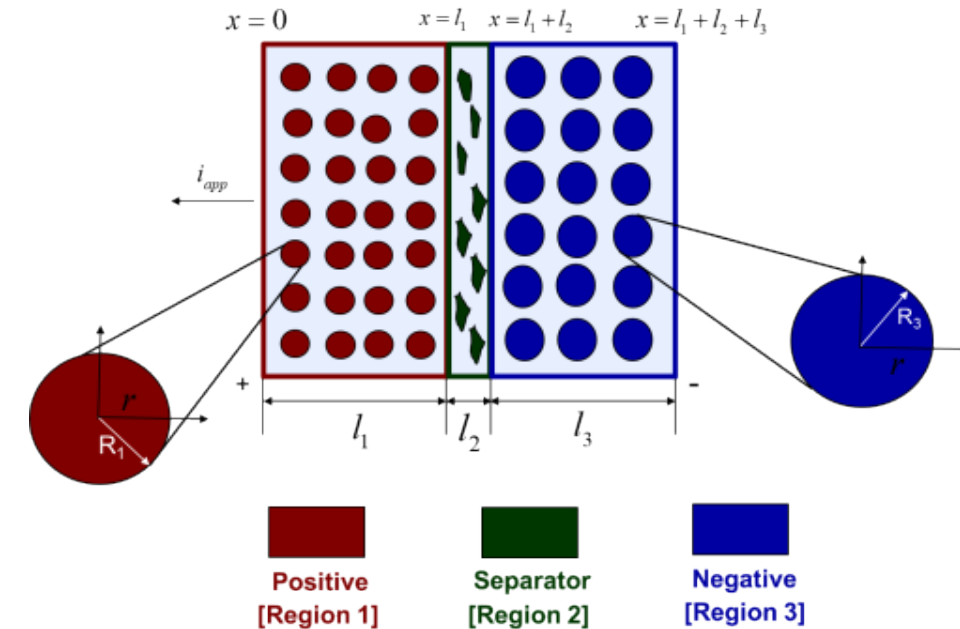 x = 0
x = l₁
x = l₁ + l₂
x = l₁ + l₂ + l₃
i_app
R₃
r
r
R₁
+
-
l₁
l₂
l₃
Positive
[Region 1]
Separator
[Region 2]
Negative
[Region 3]